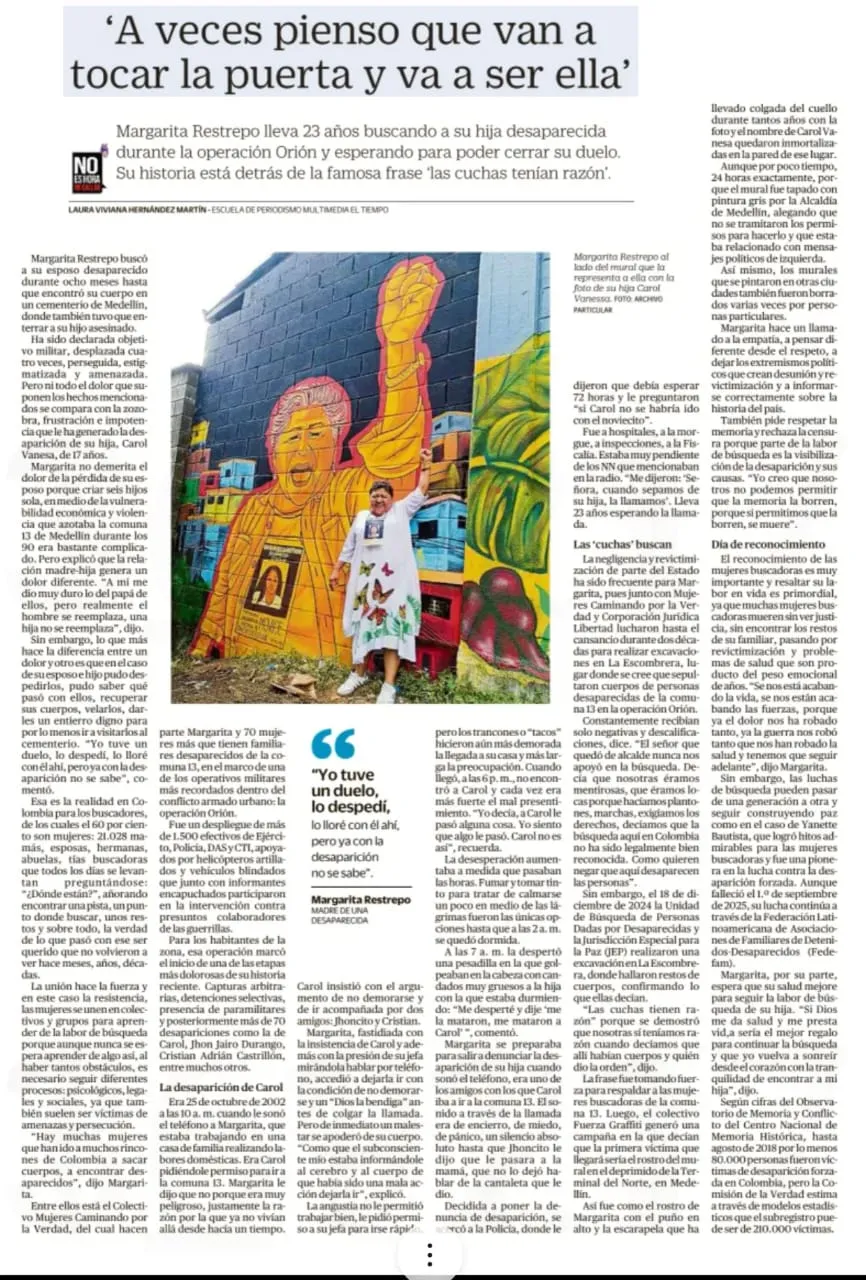 ‘A veces pienso que van a
tocar la puerta y va a ser ella’
NO
ES HORA
DE CALLAR
Margarita Restrepo lleva 23 años buscando a su hija desaparecida
durante la operación Orión y esperando para poder cerrar su duelo.
Su historia está detrás de la famosa frase ‘las cuchas tenían razón’.
LAURA VIVIANA HERNÁNDEZ MARTÍN - ESCUELA DE PERIODISMO MULTIMEDIA EL TIEMPO
Margarita Restrepo al
lado del mural que la
representa a ella con la
foto de su hija Carol
Vanessa. FOTO: ARCHIVO
PARTICULAR
Margarita Restrepo buscó
a su esposo desaparecido
durante ocho meses hasta
que encontró su cuerpo en
un cementerio de Medellín,
donde también tuvo que en-
terrar a su hijo asesinado.
Ha sido declarada objeti-
vo militar, desplazada cua-
tro veces, perseguida, estig-
matizada y amenazada.
Pero ni todo el dolor que su-
ponen los hechos menciona-
dos se compara con la zozo-
bra, frustración e impoten-
cia que le ha generado la des-
aparición de su hija, Carol
Vanesa, de 17 años.
Margarita no demerita el
dolor de la pérdida de su es-
poso porque criar seis hijos
sola, en medio de la vulnera-
bilidad económica y violen-
cia que azotaba la comuna
13 de Medellín durante los
90 era bastante complica-
do. Pero explicó que la rela-
ción madre-hija genera un
dolor diferente. “A mi me
dio muy duro lo del papá de
ellos, pero realmente el
hombre se reemplaza, una
hija no se reemplaza”, dijo.
Sin embargo, lo que más
hace la diferencia entre un
dolor y otro es que en el caso
de su esposo e hijo pudo des-
pedirlos, pudo saber qué
pasó con ellos, recuperar
sus cuerpos, velarlos, dar-
les un entierro digno para
por lo menos ir a visitarlos al
cementerio. “Yo tuve un
duelo, lo despedí, lo lloré
con él ahí, pero ya con la des-
aparición no se sabe”, co-
mentó.
Esa es la realidad en Co-
lombia para los buscadores,
de los cuales el 60 por cien-
to son mujeres: 21.028 ma-
más, esposas, hermanas,
abuelas, tías buscadoras
que todos los días se levan-
tan preguntándose:
“¿Dónde están?”, añorando
encontrar una pista, un pun-
to donde buscar, unos res-
tos y sobre todo, la verdad
de lo que pasó con ese ser
querido que no volvieron a
ver hace meses, años, déca-
das.
La unión hace la fuerza y
en este caso la resistencia,
las mujeres se unen en colec-
tivos y grupos para apren-
der de la labor de búsqueda
porque aunque nunca se es-
pera aprender de algo así, al
haber tantos obstáculos, es
necesario seguir diferentes
procesos: psicológicos, lega-
les y sociales, ya que tam-
bién suelen ser víctimas de
amenazas y persecución.
“Hay muchas mujeres
que han ido a muchos rinco-
nes de Colombia a sacar
cuerpos, a encontrar des-
aparecidos”, dijo Margari-
ta.
Entre ellos está el Colecti-
vo Mujeres Caminando por
la Verdad, del cual hacen
parte Margarita y 70 muje-
res más que tienen familia-
res desaparecidos de la co-
muna 13, en el marco de uno
de los operativos militares
más recordados dentro del
conflicto armado urbano: la
operación Orión.
Fue un despliegue de más
de 1.500 efectivos de Ejérci-
to, Policía, DAS y CTI, apoya-
dos por helicópteros artilla-
dos y vehículos blindados
que junto con informantes
encapuchados participaron
en la intervención contra
presuntos colaboradores
de las guerrillas.
Para los habitantes de la
zona, esa operación marcó
el inicio de una de las etapas
más dolorosas de su historia
reciente. Capturas arbitra-
rias, detenciones selectivas,
presencia de paramilitares
y posteriormente más de 70
desapariciones como la de
Carol, Jhon Jairo Durango,
Cristian Adrián Castrillón,
entre muchos otros.
La desaparición de Carol
Era 25 de octubre de 2002
a las 10 a. m. cuando le sonó
el teléfono a Margarita, que
estaba trabajando en una
casa de familia realizando la-
bores domésticas. Era Carol
pidiéndole permiso para ir a
la comuna 13. Margarita le
dijo que no porque era muy
peligroso, justamente la ra-
zón por la que ya no vivían
allá desde hacía un tiempo.
“Yo tuve
un duelo,
lo despedí,
lo lloré con él ahí,
pero ya con la
desaparición
no se sabe”.
Margarita Restrepo
MADRE DE UNA
DESAPARECIDA
Carol insistió con el argu-
mento de no demorarse y
de ir acompañada por dos
amigos: Jhoncito y Cristian.
Margarita, fastidiada con
la insistencia de Carol y ade-
más con la presión de su jefa
mirándola hablar por teléfo-
no, accedió a dejarla ir con
la condición de no demorar-
se y un “Dios la bendiga” an-
tes de colgar la llamada.
Pero de inmediato un males-
tar se apoderó de su cuerpo.
“Como que el subconscien-
te mío estaba informándole
al cerebro y al cuerpo de
que había sido una mala ac-
ción dejarla ir”, explicó.
La angustia no le permitió
trabajar bien, le pidió permi-
so a su jefa para irse rápido,
pero los trancones o “tacos”
hicieron aún más demorada
la llegada a su casa y más lar-
ga la preocupación. Cuando
llegó, a las 6 p. m., no encon-
tró a Carol y cada vez era
más fuerte el mal presenti-
miento. “Yo decía, a Carol le
pasó alguna cosa. Yo siento
que algo le pasó. Carol no es
así”, recuerda.
La desesperación aumenta-
ba a medida que pasaban
las horas. Fumar y tomar tin-
to para tratar de calmarse
un poco en medio de las lá-
grimas fueron las únicas op-
ciones hasta que a las 2 a. m.
se quedó dormida.
A las 7 a. m. la despertó
una pesadilla en la que gol-
peaban en la cabeza con can-
dados muy gruesos a la hija
con la que estaba durmien-
do: “Me desperté y dije ‘me
la mataron, me mataron a
Carol’ ”, comentó.
Margarita se preparaba
para salir a denunciar la des-
aparición de su hija cuando
sonó el teléfono, era uno de
los amigos con los que Carol
iba a ir a la comuna 13. El so-
nido a través de la llamada
era de encierro, de miedo,
de pánico, un silencio abso-
luto hasta que Jhoncito le
dijo que le pasara a la
mamá, que no lo dejó ha-
blar de la cantaleta que le
dio.
Decidida a poner la de-
nuncia de desaparición, se
acercó a la Policía, donde le
dijeron que debía esperar
72 horas y le preguntaron
“si Carol no se habría ido
con el noviecito”.
Fue a hospitales, a la mor-
gue, a inspecciones, a la Fis-
calía. Estaba muy pendiente
de los NN que mencionaban
en la radio. “Me dijeron: ‘Se-
ñora, cuando sepamos de
su hija, la llamamos’. Lleva
23 años esperando la llama-
da.
Las ‘cuchas’ buscan
La negligencia y revictimi-
zación de parte del Estado
ha sido frecuente para Mar-
garita, pues junto con Muje-
res Caminando por la Ver-
dad y Corporación Jurídica
Libertad lucharon hasta el
cansancio durante dos déca-
das para realizar excavacio-
nes en La Escombrera, lu-
gar donde se cree que sepul-
taron cuerpos de personas
desaparecidas de la comu-
na 13 en la operación Orión.
Constantemente recibían
solo negativas y descalifica-
ciones, dice. “El señor que
quedó de alcalde nunca nos
apoyó en la búsqueda. De-
cía que nosotras éramos
mentirosas, que éramos lo-
cas porque hacíamos planto-
nes, marchas, exigíamos los
derechos, decíamos que la
búsqueda aquí en Colombia
no ha sido legalmente bien
reconocida. Como quieren
negar que aquí desaparecen
las personas”.
Sin embargo, el 18 de di-
ciembre de 2024 la Unidad
de Búsqueda de Personas
Dadas por Desaparecidas y
la Jurisdicción Especial para
la Paz (JEP) realizaron una
excavación en La Escombre-
ra, donde hallaron restos de
cuerpos, confirmando lo
que ellas decían.
“Las cuchas tienen ra-
zón” porque se demostró
que nosotras sí teníamos ra-
zón cuando decíamos que
allí habían cuerpos y quién
dio la orden”, dijo.
La frase fue tomando fuer-
za para respaldar a las muje-
res buscadoras de la comu-
na 13. Luego, el colectivo
Fuerza Graffiti generó una
campaña en la que decían
que la primera víctima que
llegará sería el rostro del mu-
ral en el deprimido de la Ter-
minal del Norte, en Mede-
llín.
Así fue como el rostro de
Margarita con el puño en
alto y la escarapela que ha
llevado colgada del cuello
durante tantos años con la
foto y el nombre de Carol Va-
nesa quedaron inmortaliza-
das en la pared de ese lugar.
Aunque por poco tiempo,
24 horas exactamente, por-
que el mural fue tapado con
pintura gris por la Alcaldía
de Medellín, alegando que
no se tramitaron los permi-
sos para hacerlo y que esta-
ba relacionado con mensa-
jes políticos de izquierda.
Así mismo, los murales
que se pintaron en otras ciu-
dades también fueron borra-
dos varias veces por perso-
nas particulares.
Margarita hace un llama-
do a la empatía, a pensar di-
ferente desde el respeto, a
dejar los extremismos políti-
cos que crean desunión y re-
victimización y a informar-
se correctamente sobre la
historia del país.
También pide respetar la
memoria y rechaza la censu-
ra porque parte de la labor
de búsqueda es la visibiliza-
ción de la desaparición y sus
causas. “Yo creo que noso-
tros no podemos permitir
que la memoria la borren,
porque si permitimos que la
borren, se muere”.
Día de reconocimiento
El reconocimiento de las
mujeres buscadoras es muy
importante y resaltar su la-
bor en vida es primordial,
ya que muchas mujeres bus-
cadoras mueren sin ver justi-
cia, sin encontrar los restos
de su familiar, pasando por
revictimización y proble-
mas de salud que son pro-
ducto del peso emocional
de años. “Se nos está acaban-
do la vida, se nos están aca-
bando las fuerzas, porque
ya el dolor nos ha robado
tanto, ya la guerra nos robó
tanto que nos han robado la
salud y tenemos que seguir
adelante”, dijo Margarita.
Sin embargo, las luchas
de búsqueda pueden pasar
de una generación a otra y
seguir construyendo paz
como en el caso de Yanette
Bautista, que logró hitos ad-
mirables para las mujeres
buscadoras y fue una pione-
ra en la lucha contra la des-
aparición forzada. Aunque
falleció el 1.º de septiembre
de 2025, su lucha continúa a
través de la Federación Lati-
noamericana de Asociacio-
nes de Familiares de Deteni-
dos-Desaparecidos (Fede-
fam).
Margarita, por su parte,
espera que su salud mejore
para seguir la labor de bús-
queda de su hija. “Si Dios
me da salud y me presta
vida,a sería el mejor regalo
para continuar la búsqueda
y que yo vuelva a sonreír
desde el corazón con la tran-
quilidad de encontrar a mi
hija”, dijo.
Según cifras del Observa-
torio de Memoria y Conflic-
to del Centro Nacional de
Memoria Histórica, hasta
agosto de 2018 por lo menos
80.000 personas fueron víc-
timas de desaparición forza-
da en Colombia, pero la Co-
misión de la Verdad estima
a través de modelos estadís-
ticos que el subregistro pue-
de ser de 210.000 víctimas.